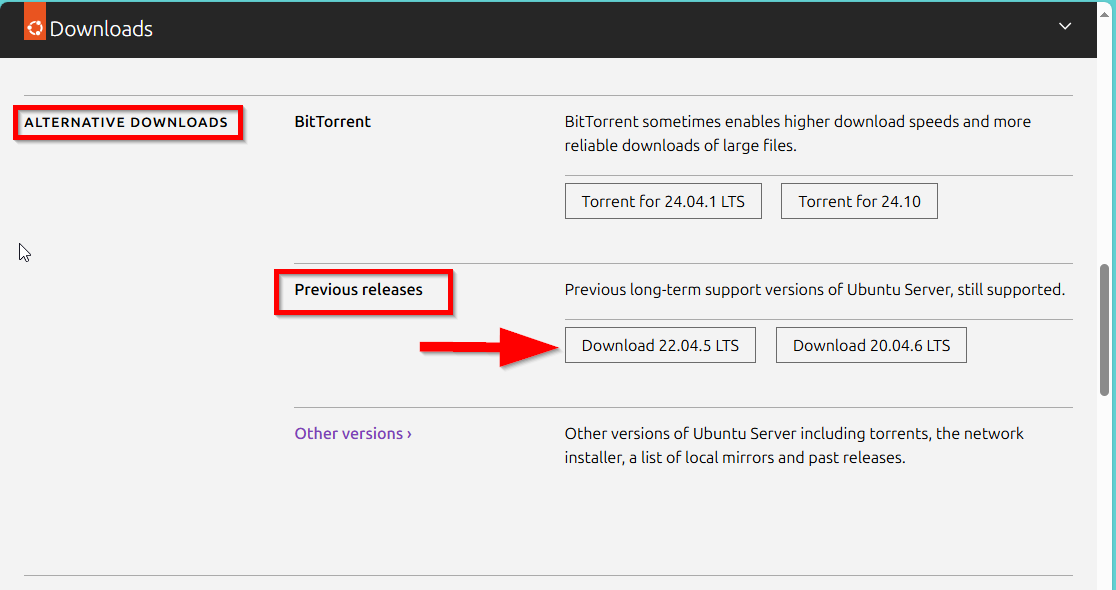 Downloads
ALTERNATIVE DOWNLOADS
BitTorrent
BitTorrent sometimes enables higher download speeds and more
reliable downloads of large files.
Torrent for 24.04.1 LTS
Torrent for 24.10
Previous releases
Previous long-term support versions of Ubuntu Server, still supported.
Download 22.04.5 LTS
Download 20.04.6 LTS
Other versions ›
Other versions of Ubuntu Server including torrents, the network
installer, a list of local mirrors and past releases.